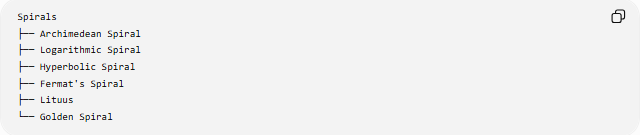 Spirals
├── Archimedean Spiral
├── Logarithmic Spiral
├── Hyperbolic Spiral
├── Fermat's Spiral
├── Lituus
└── Golden Spiral